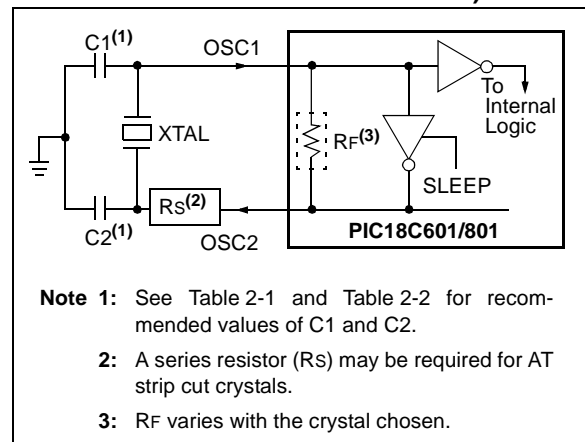 C1(1)
OSC1
To
Internal
Logic
XTAL
RF(3)
SLEEP
RS(2)
C2(1)
OSC2
PIC18C601/801
Note 1: See Table 2-1 and Table 2-2 for recom-
mended values of C1 and C2.
2: A series resistor (RS) may be required for AT
strip cut crystals.
3: RF varies with the crystal chosen.